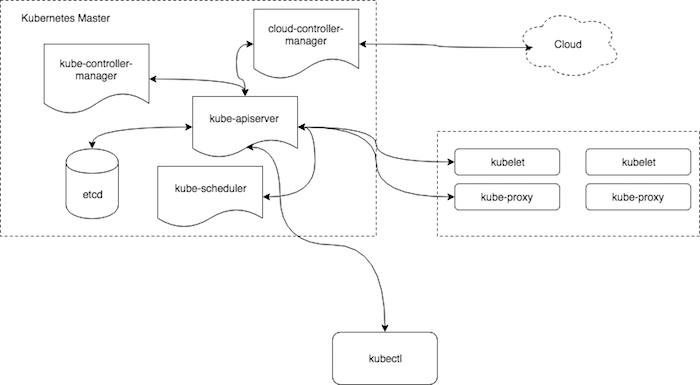 Kubernetes Master
cloud-controller-
manager
Cloud
kube-controller-
manager
kube-apiserver
etcd
kube-scheduler
kubelet
kubelet
kube-proxy
kube-proxy
kubectl